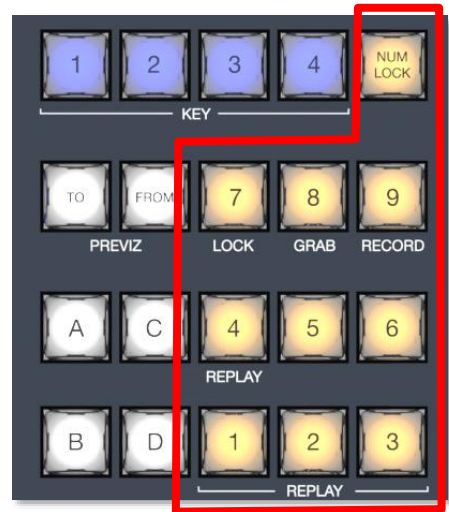 1 2 3 4 NUM LOCK
KEY
TO FROM 7 8 9
PREVIZ LOCK GRAB RECORD
A C 4 5 6
REPLAY
B D 1 2 3
REPLAY